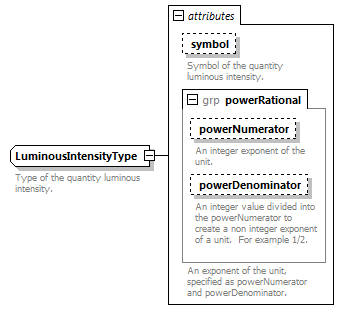 attributes
symbol
Symbol of the quantity
luminous intensity.
grp powerRational
powerNumerator
An integer exponent of the
unit.
LuminousIntensityType
Type of the quantity luminous
intensity.
powerDenominator
An integer value divided into
the powerNumerator to
create a non integer exponent
of a unit. For example 1/2.
An exponent of the unit,
specified as powerNumerator
and powerDenominator.